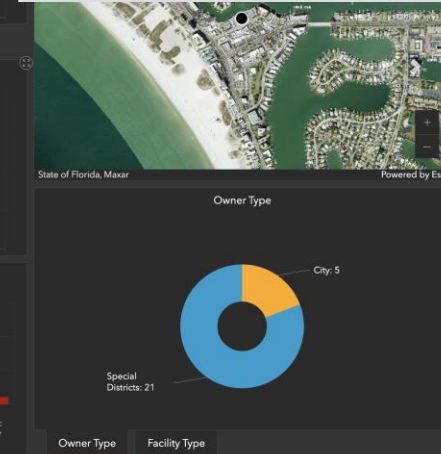 State of Florida, Maxar
Powered by Es
Owner Type
City: 5
Special
Districts: 21
Owner Type
Facility Type